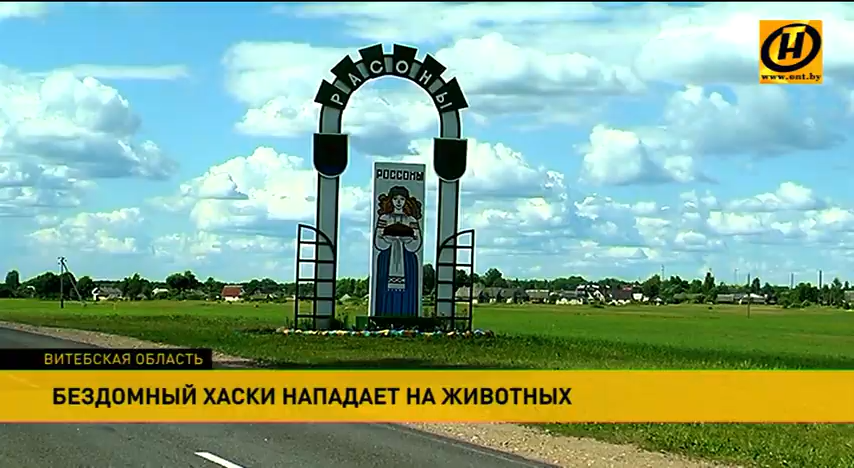 Н
www.ont.by
РАСОНЫ
РОССОНЫ
ВИТЕБСКАЯ ОБЛАСТЬ
БЕЗДОМНЫЙ ХАСКИ НАПАДАЕТ НА ЖИВОТНЫХ